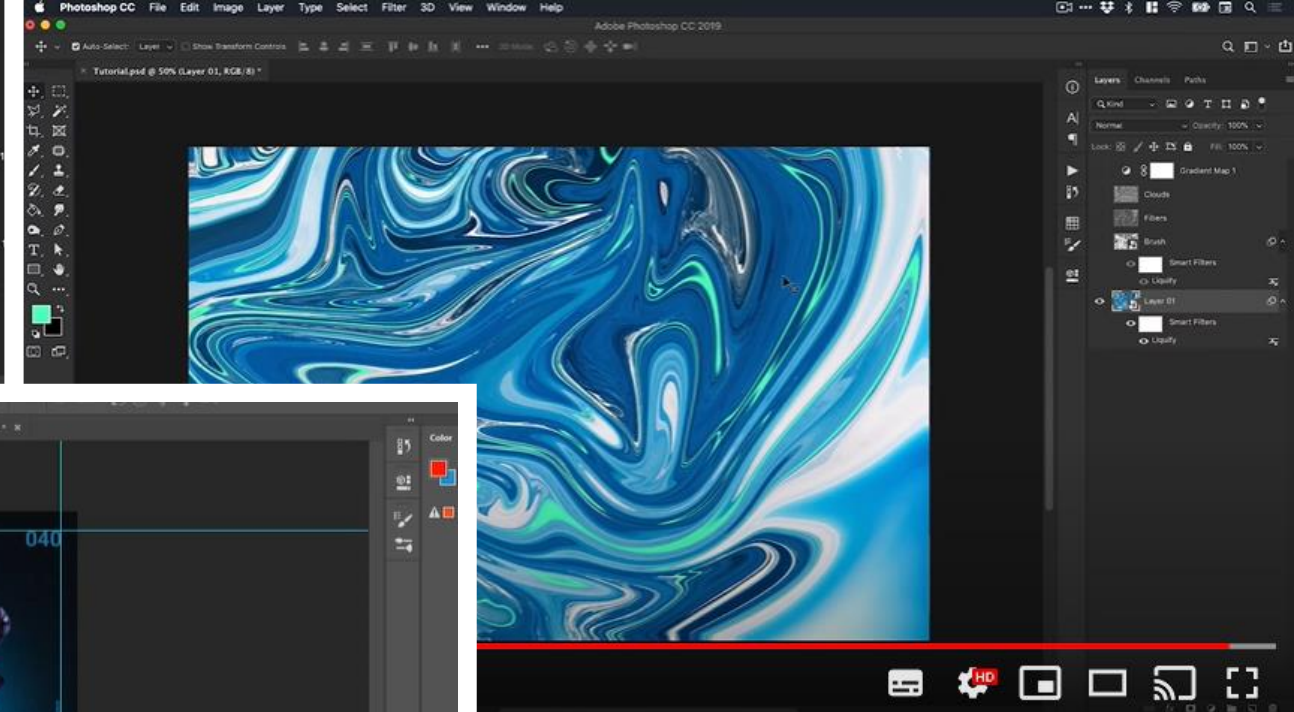 Photoshop CC File Edit Image Layer Type Select Filter 3D View Window Help
Adobe Photoshop CC 2019
Auto-Select: Layer Show Transform Controls 3D Mode:
× Tutorial.psd @ 50% (Layer 01, RGB/8) *
Layers Channels Paths
Kind
Normal Opacity: 100%
Lock: Fill: 100%
Gradient Map 1
Clouds
Fibers
Brush
Smart Filters
Liquify
Layer 01
Smart Filters
Liquify
Color
040
HD